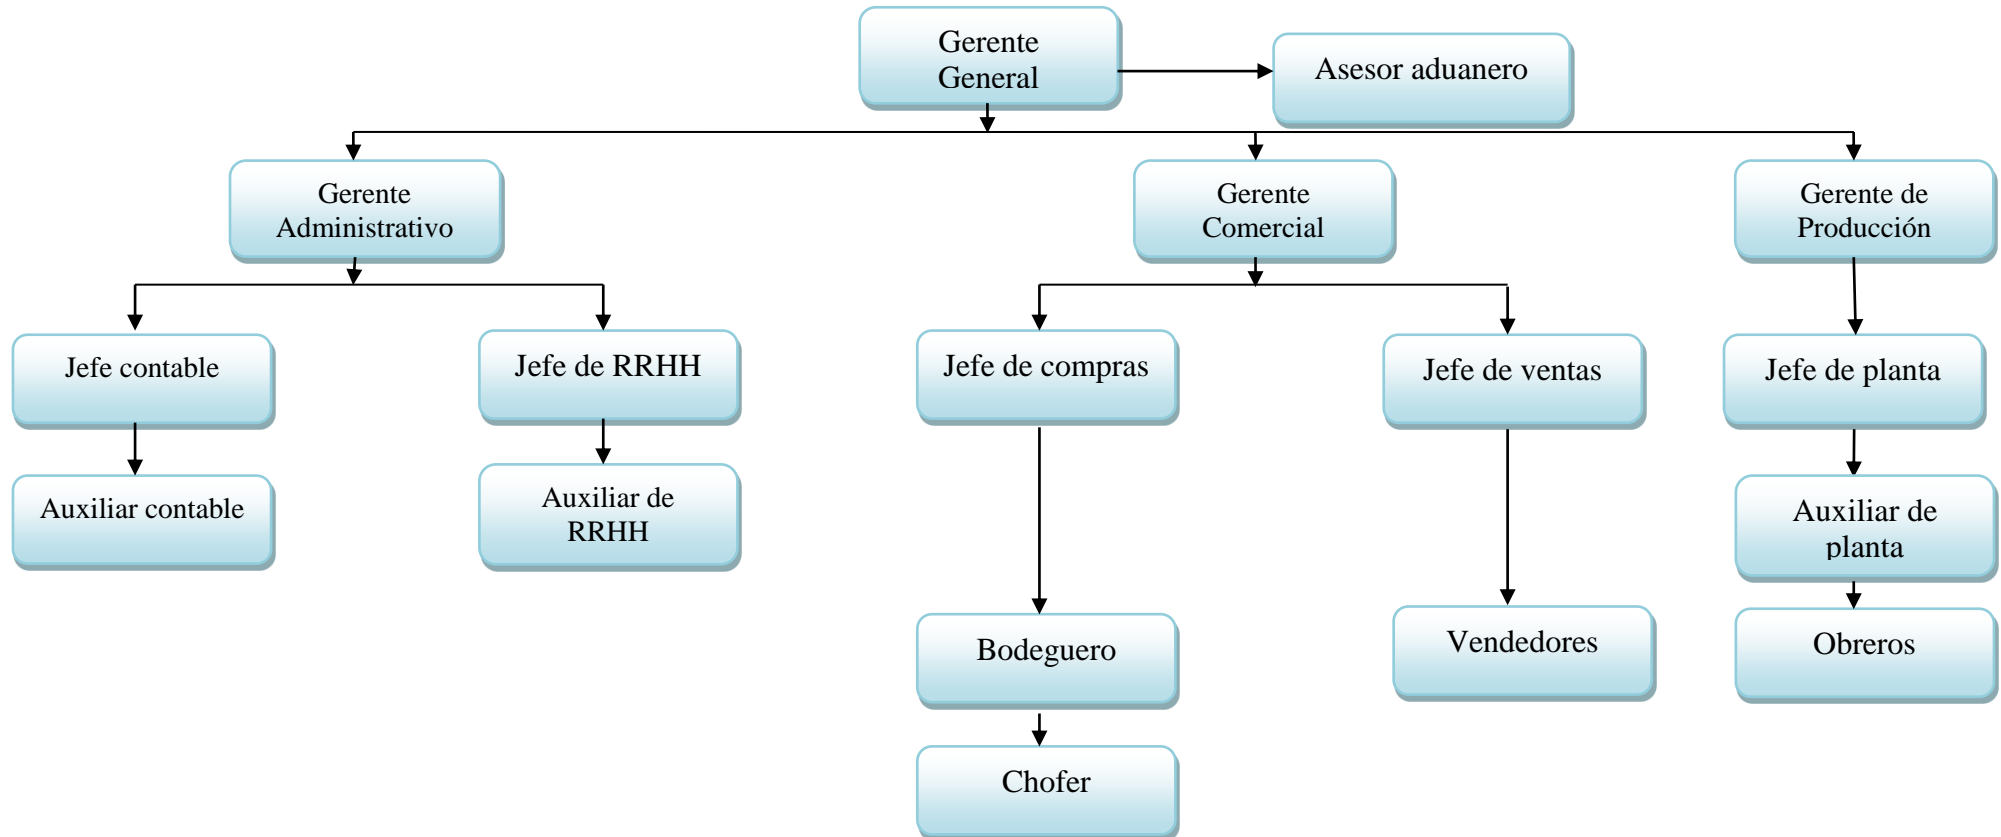 Gerente
General
Asesor aduanero
Gerente
Administrativo
Gerente
Comercial
Gerente de
Producción
Jefe contable
Jefe de RRHH
Jefe de compras
Jefe de ventas
Jefe de planta
Auxiliar contable
Auxiliar de
RRHH
Auxiliar de
planta
Bodeguero
Vendedores
Obreros
Chofer